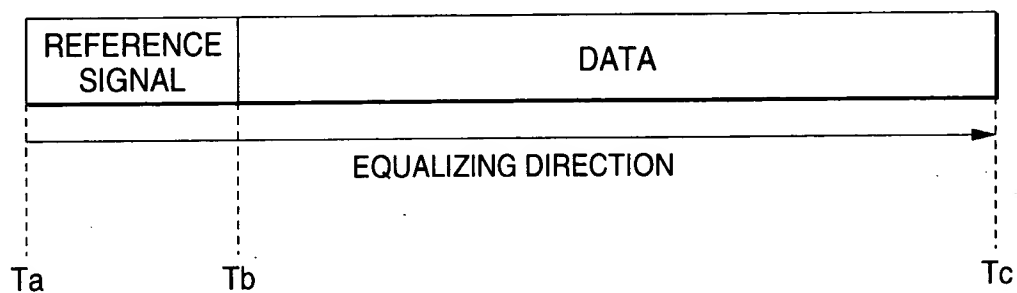 REFERENCE
SIGNAL
DATA
EQUALIZING DIRECTION
Ta
Tb
Tc